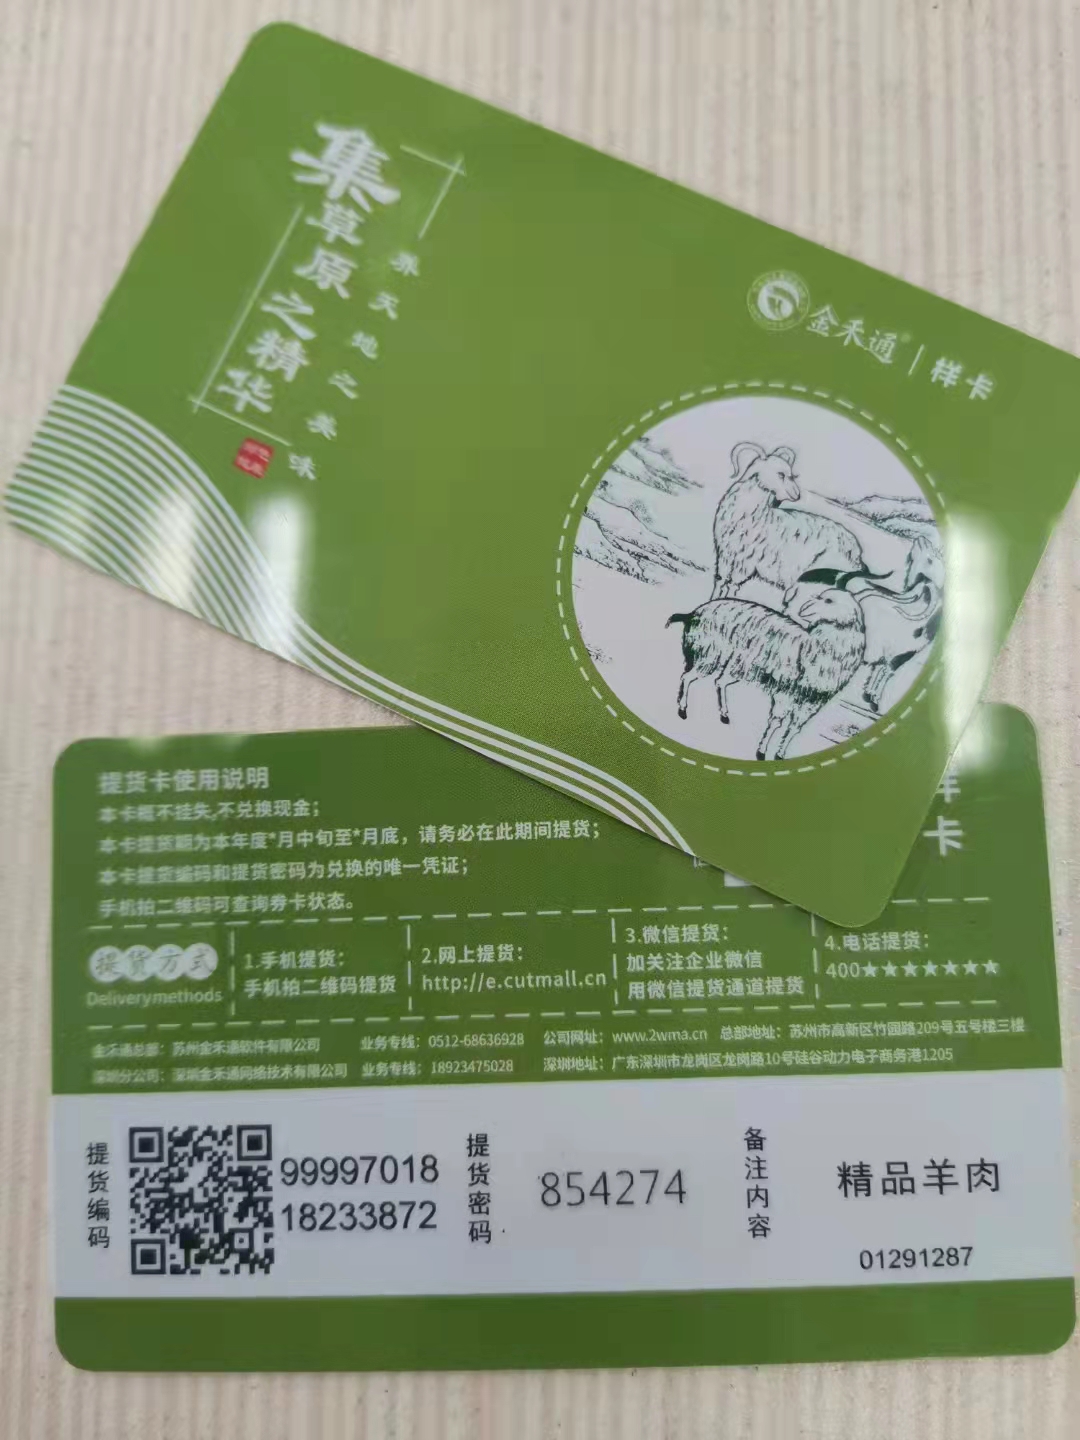 集草原之精华
养天地之美味
金禾通® | 样卡
样卡
提货卡使用说明
本卡概不挂失,不兑换现金；
本卡提货期为本年度*月中旬至*月底，请务必在此期间提货；
本卡提货编码和提货密码为兑换的唯一凭证；
手机拍二维码可查询券卡状态。
提货方式
Deliverymethods
1.手机提货：
手机拍二维码提货
2.网上提货：
http://e.cutmall.cn
3.微信提货：
加关注企业微信
用微信提货通道提货
4.电话提货：
400★★★★★★★
金禾通总部：苏州金禾通软件有限公司 业务专线：0512-68636928 公司网址：www.2wma.cn 总部地址：苏州市高新区竹园路209号五号楼三楼
深圳分公司：深圳金禾通网络技术有限公司 业务专线：18923475028 深圳地址：广东深圳市龙岗区龙岗路10号硅谷动力电子商务港1205
提货编码
99997018
18233872
提货密码
854274
备注内容
精品羊肉
01291287